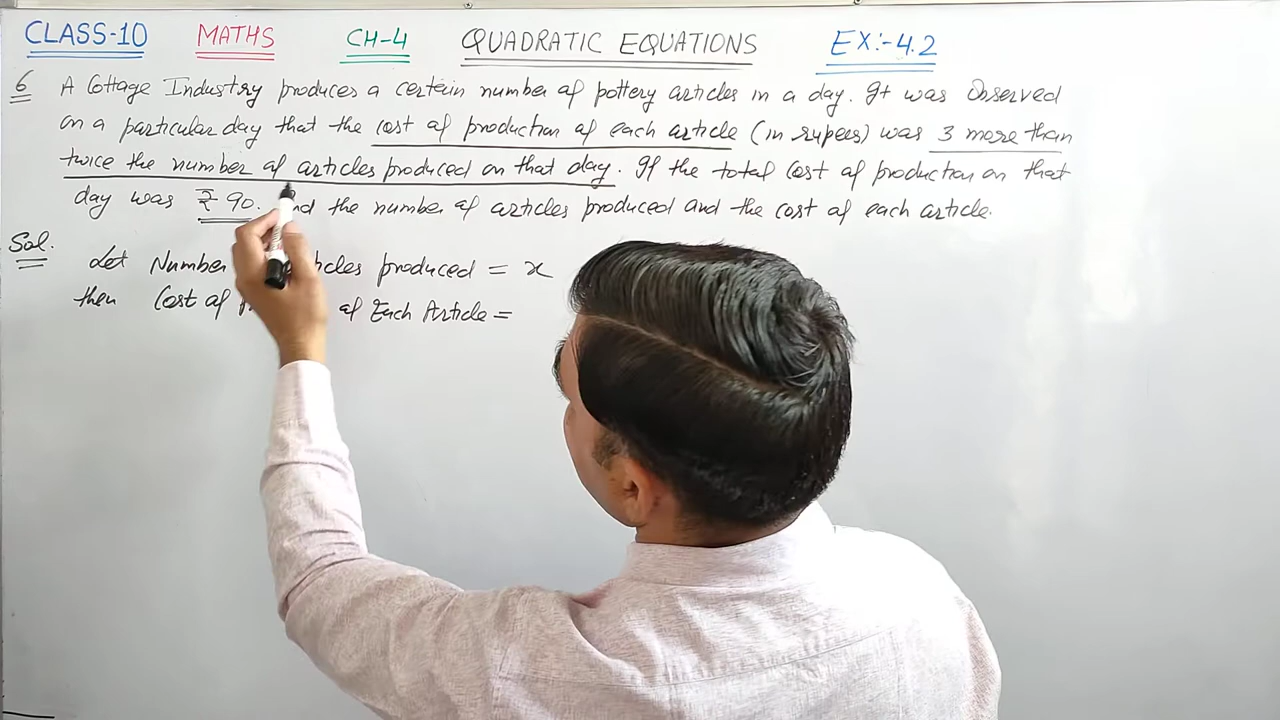 CLASS-10 MATHS CH-4 QUADRATIC EQUATIONS EX:-4.2
6 A Cottage Industry produces a certain number of pottery articles in a day. It was Observed
on a particular day that the cost of production of each article (in rupees) was 3 more than
twice the number of articles produced on that day. If the total cost of production on that
day was ₹ 90. nd the number of articles produced and the cost of each article.
Sol.
Let Number icles produced = x
then Cost of of Each Article =